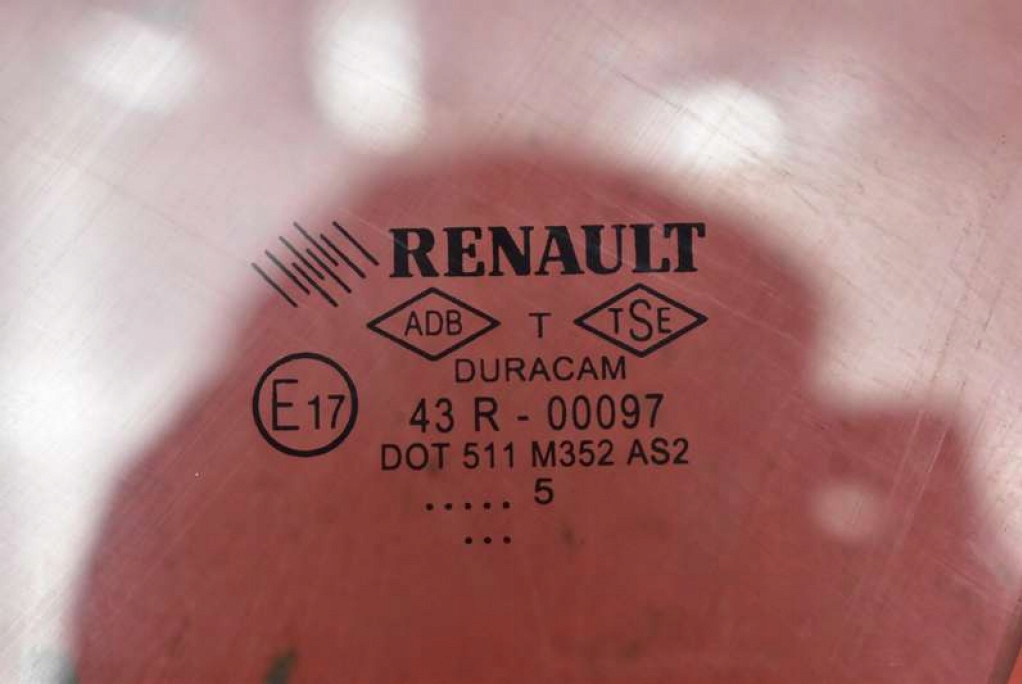 RENAULT
ADB T TSE
DURACAM
E17 43 R - 00097
DOT 511 M352 AS2
..... 5
...